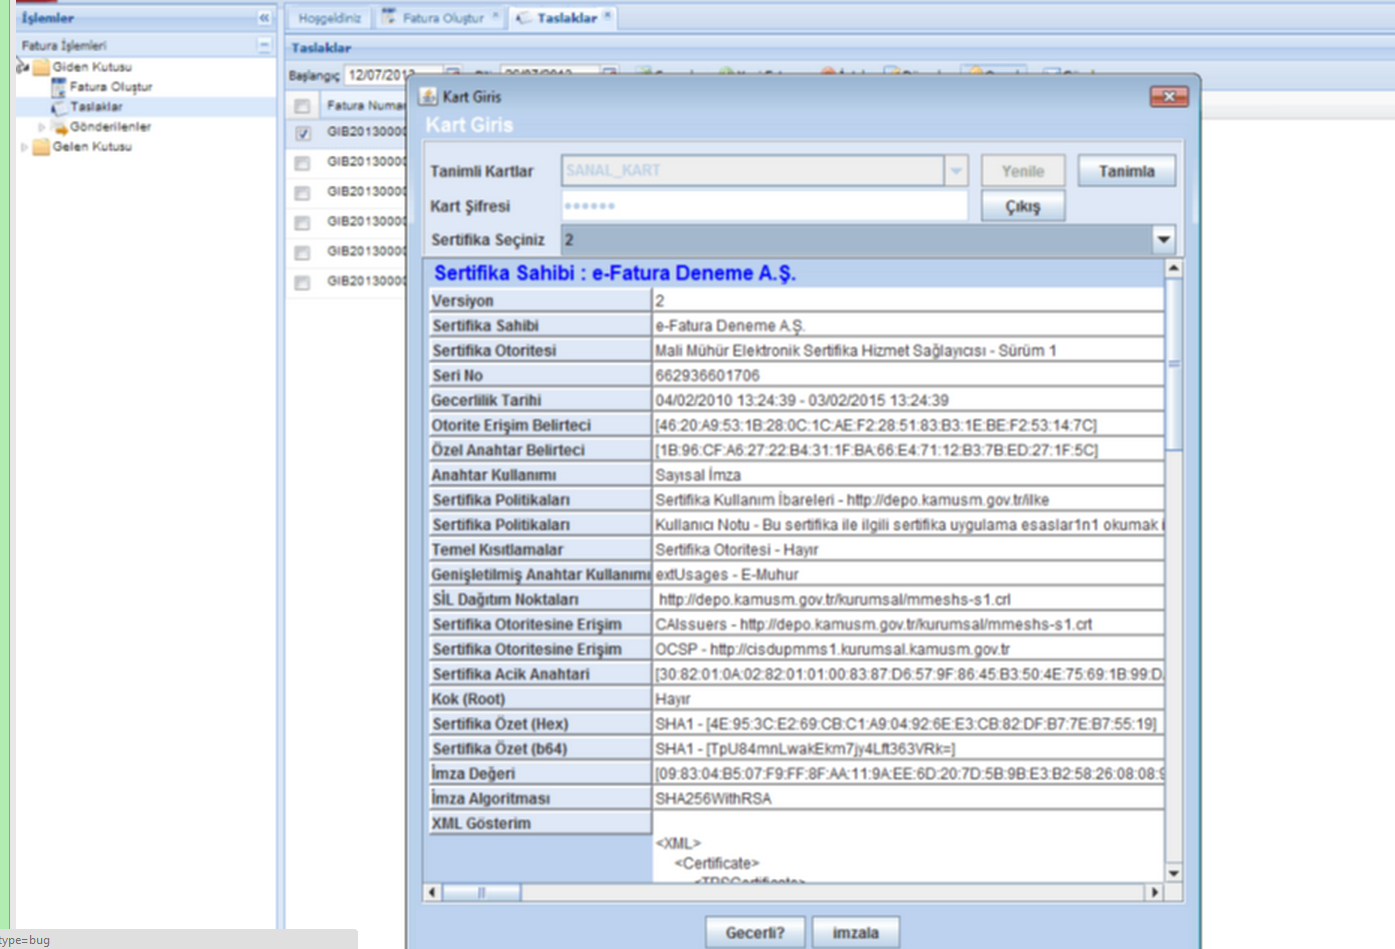 İşlemler
Fatura İşlemleri
Giden Kutusu
Fatura Oluştur
Taslaklar
Gönderilenler
Gelen Kutusu
Hoşgeldiniz
Fatura Oluştur
Taslaklar
Taslaklar
Başlangıç 12/07/2013
Fatura Numar
GIB20130000
GIB20130000
GIB20130000
GIB20130000
GIB20130000
GIB20130000
Kart Giris
Kart Giris
Tanimli Kartlar SANAL_KART Yenile Tanimla
Kart Şifresi •••••• Çıkış
Sertifika Seçiniz 2
Sertifika Sahibi : e-Fatura Deneme A.Ş.
Versiyon 2
Sertifika Sahibi e-Fatura Deneme A.Ş.
Sertifika Otoritesi Mali Mühür Elektronik Sertifika Hizmet Sağlayıcısı - Sürüm 1
Seri No 662936601706
Gecerlilik Tarihi 04/02/2010 13:24:39 - 03/02/2015 13:24:39
Otorite Erişim Belirteci [46:20:A9:53:1B:28:0C:1C:AE:F2:28:51:83:B3:1E:BE:F2:53:14:7C]
Özel Anahtar Belirteci [1B:96:CF:A6:27:22:B4:31:1F:BA:66:E4:71:12:B3:7B:ED:27:1F:5C]
Anahtar Kullanımı Sayısal İmza
Sertifika Politikaları Sertifika Kullanım İbareleri - http://depo.kamusm.gov.tr/ilke
Sertifika Politikaları Kullanıcı Notu - Bu sertifika ile ilgili sertifika uygulama esaslar1n1 okumak i
Temel Kısıtlamalar Sertifika Otoritesi - Hayır
Genişletilmiş Anahtar Kullanımı extUsages - E-Muhur
SİL Dağıtım Noktaları http://depo.kamusm.gov.tr/kurumsal/mmeshs-s1.crl
Sertifika Otoritesine Erişim CAIssuers - http://depo.kamusm.gov.tr/kurumsal/mmeshs-s1.crt
Sertifika Otoritesine Erişim OCSP - http://cisdupmms1.kurumsal.kamusm.gov.tr
Sertifika Acik Anahtari [30:82:01:0A:02:82:01:01:00:83:87:D6:57:9F:86:45:B3:50:4E:75:69:1B:99:D
Kok (Root) Hayır
Sertifika Özet (Hex) SHA1 - [4E:95:3C:E2:69:CB:C1:A9:04:92:6E:E3:CB:82:DF:B7:7E:B7:55:19]
Sertifika Özet (b64) SHA1 - [TpU84mnLwakEkm7jy4Lft363VRk=]
İmza Değeri [09:83:04:B5:07:F9:FF:8F:AA:11:9A:EE:6D:20:7D:5B:9B:E3:B2:58:26:08:08:9
İmza Algoritması SHA256WithRSA
XML Gösterim
<XML>
<Certificate>
Gecerli? imzala
type=bug